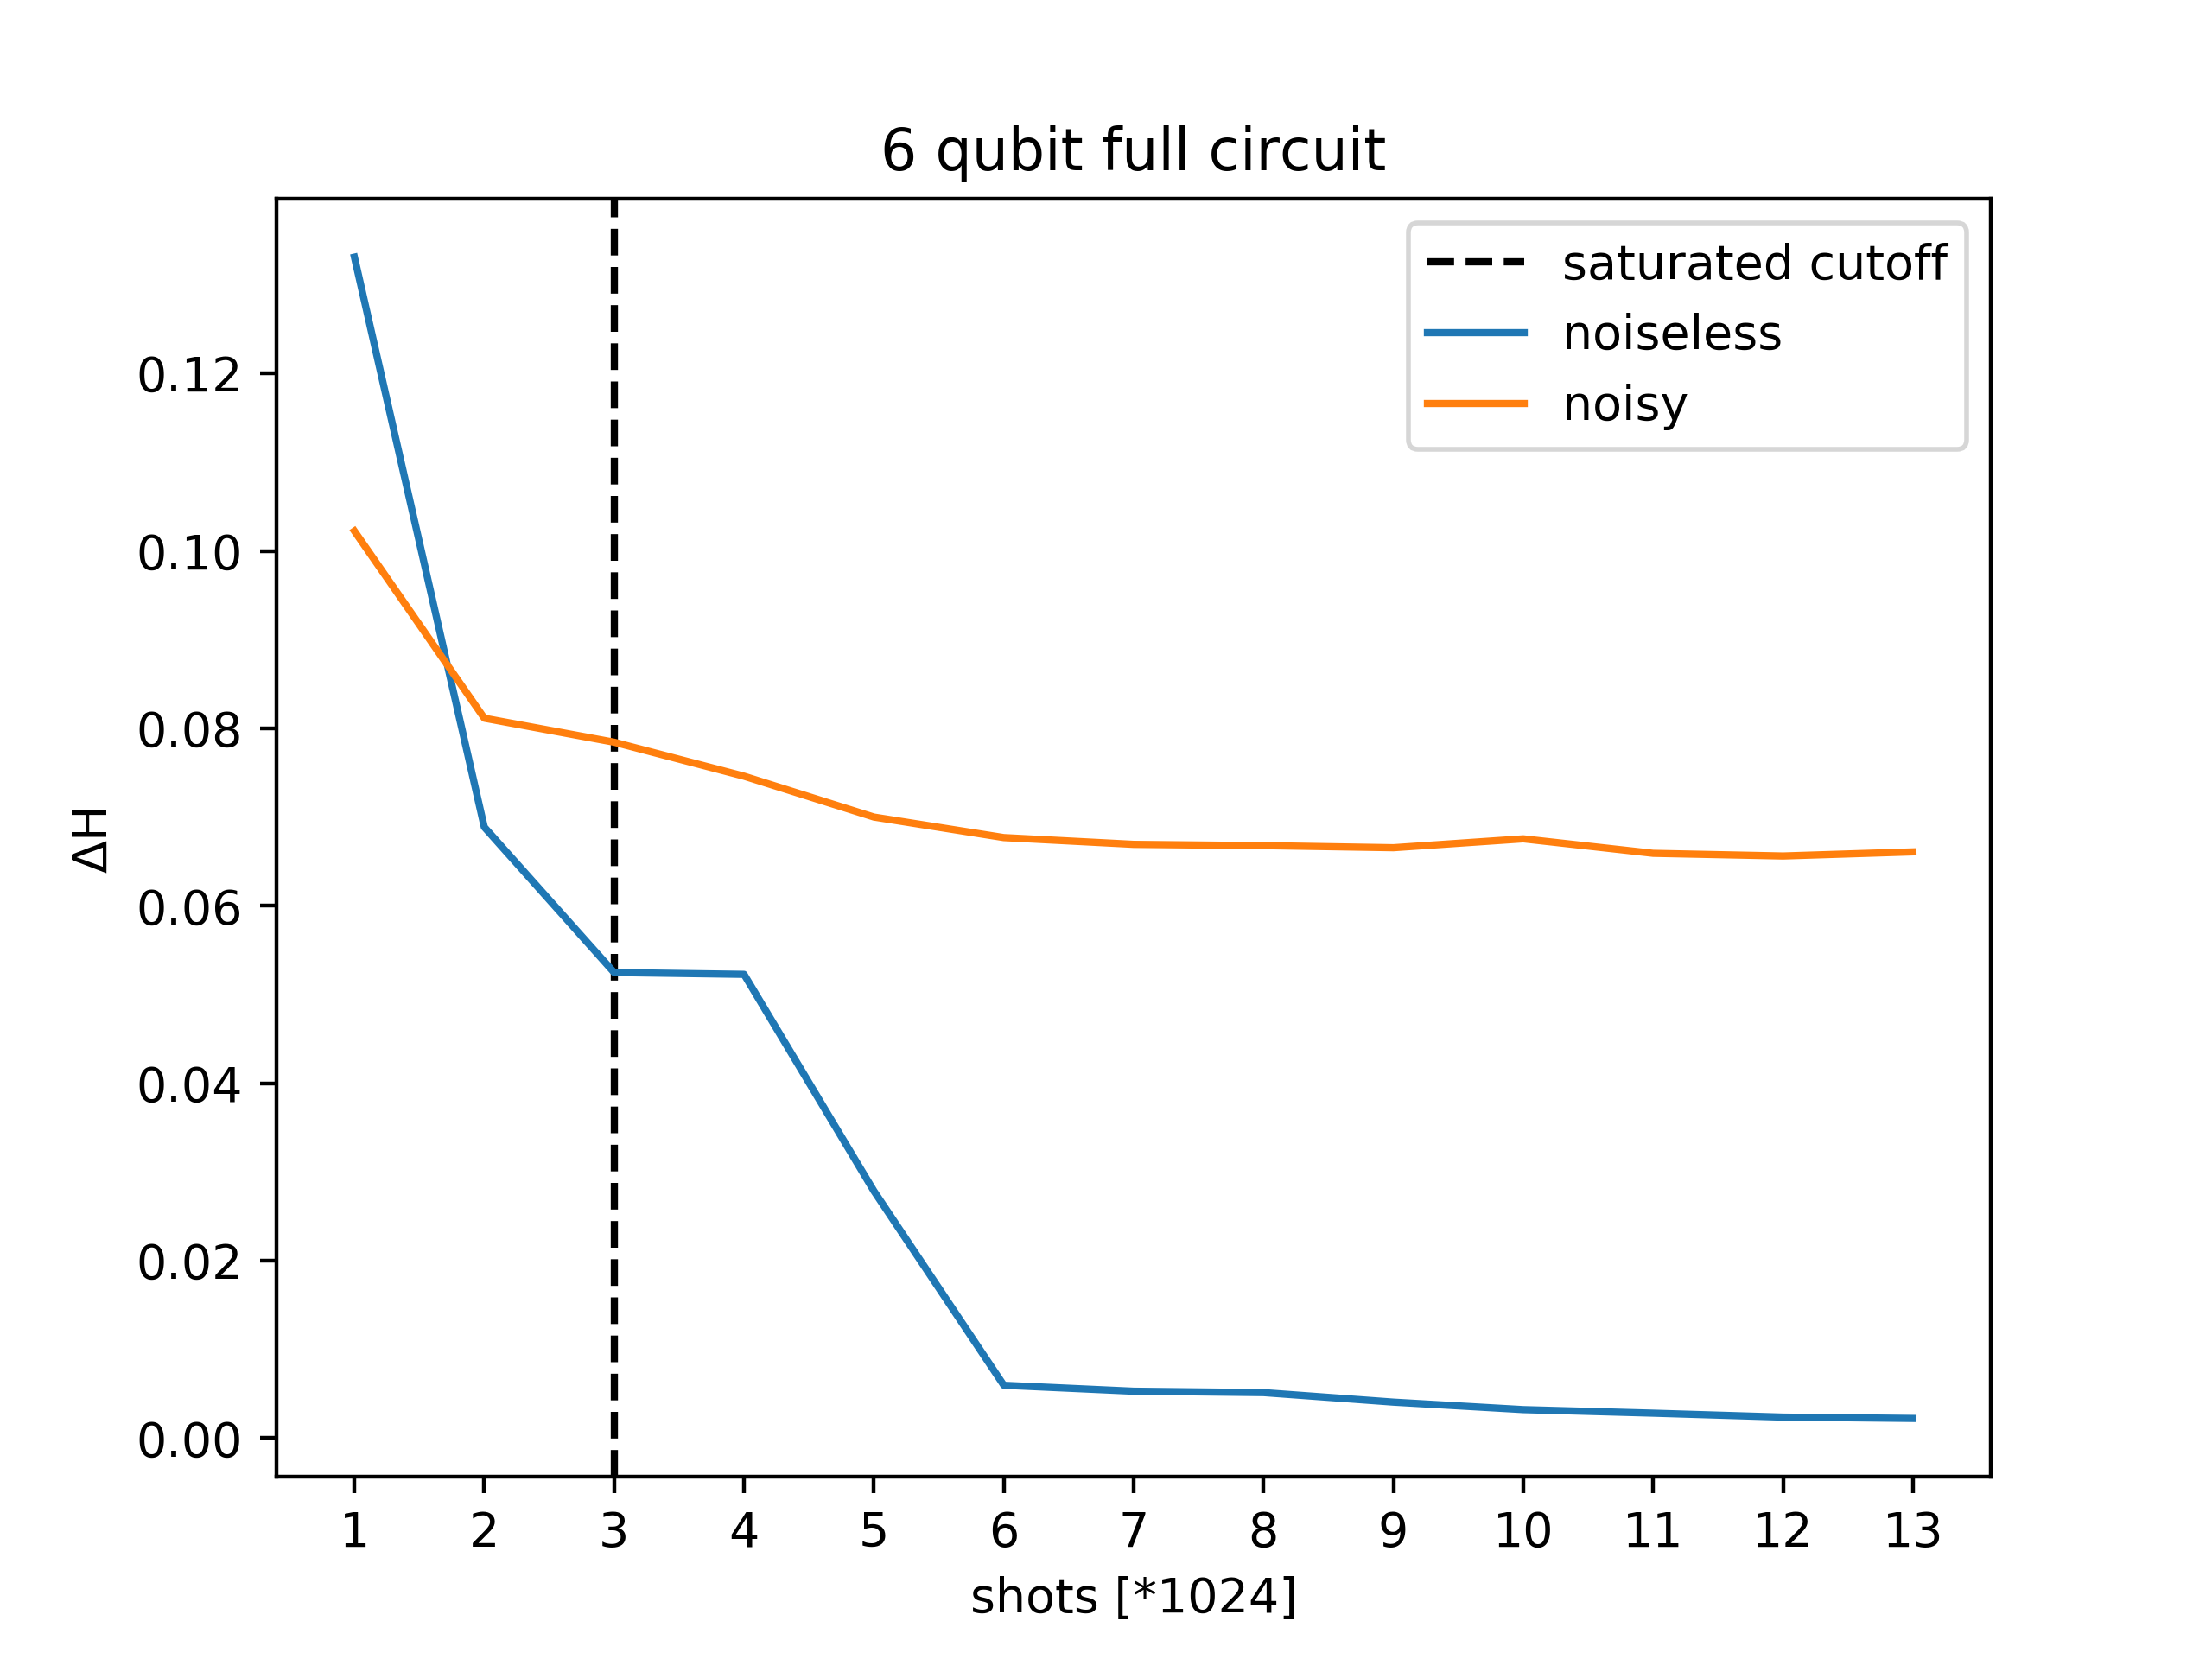 6 qubit full circuit
saturated cutoff
noiseless
noisy
0.12
0.10
0.08
0.06
0.04
0.02
0.00
ΔH
1 2 3 4 5 6 7 8 9 10 11 12 13
shots [*1024]